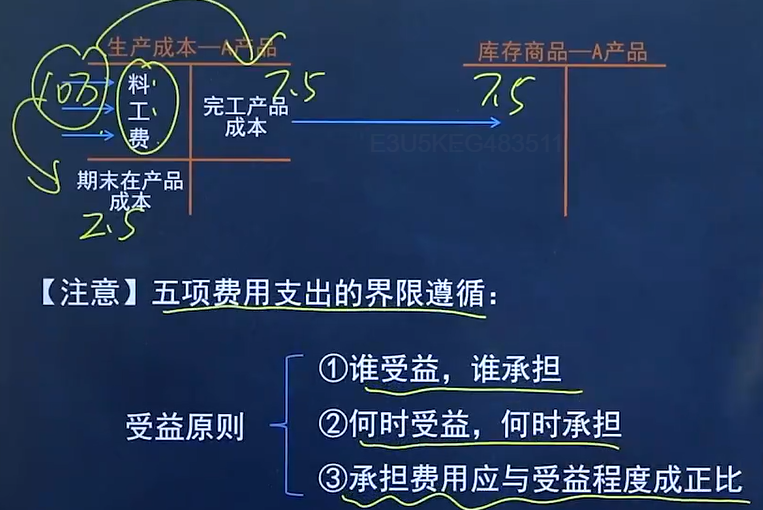 生产成本—A产品
库存商品—A产品
10万
料
工
费
完工产品
成本
7.5
7.5
E3U5KEG483511
期末在产品
成本
2.5
【注意】五项费用支出的界限遵循：
受益原则
①谁受益，谁承担
②何时受益，何时承担
③承担费用应与受益程度成正比